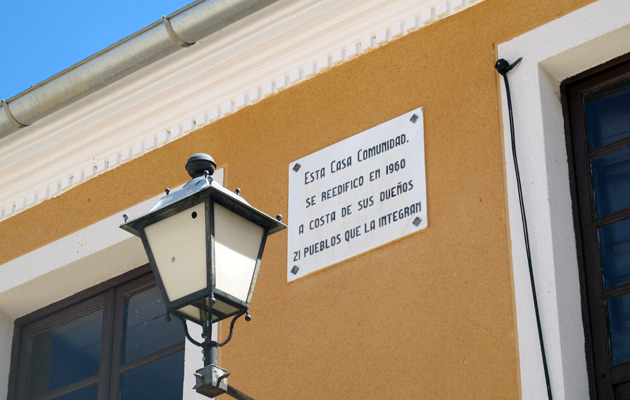 Esta Casa Comunidad,
se reedifico en 1960
a costa de sus dueños
21 pueblos que la integran